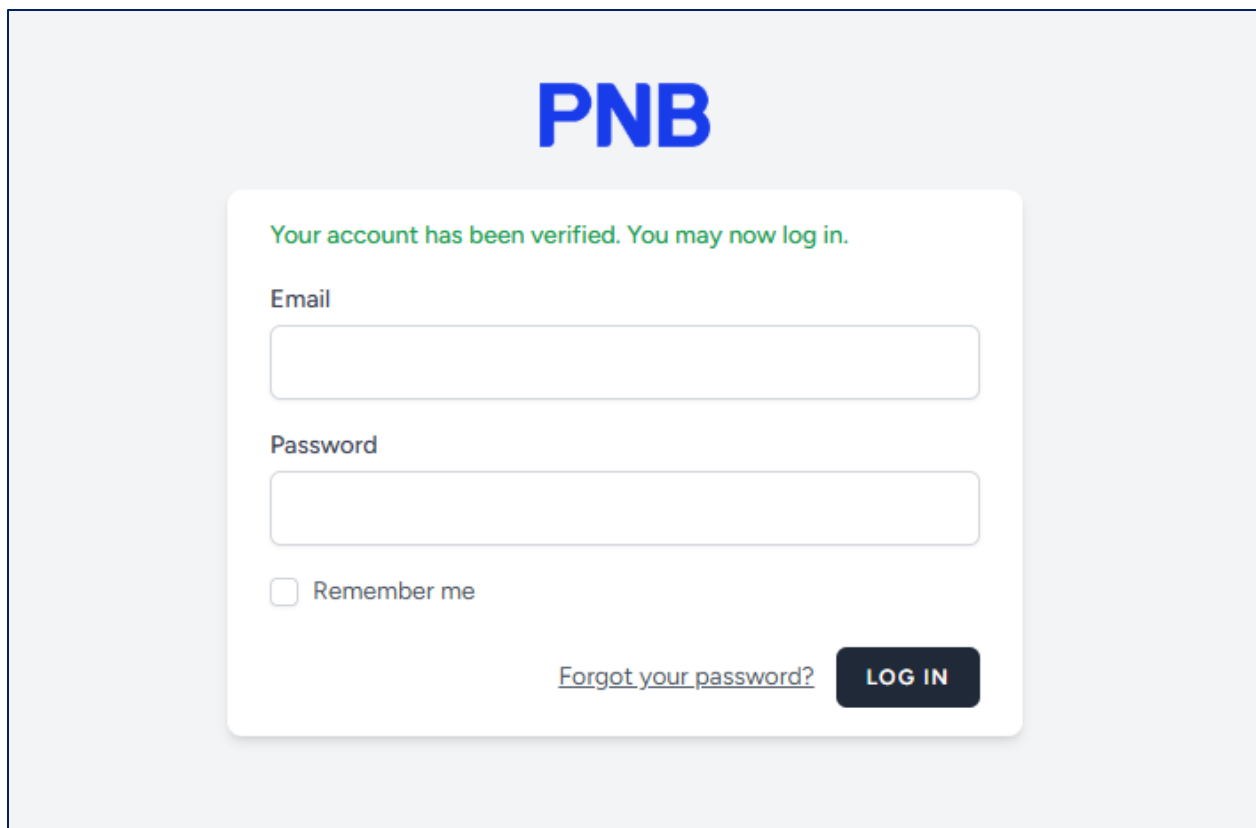 PNB
Your account has been verified. You may now log in.
Email
Password
Remember me
Forgot your password? LOG IN